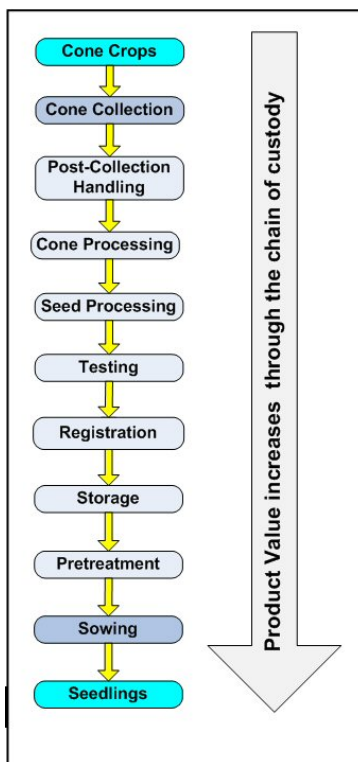 Cone Crops
Cone Collection
Post-Collection
Handling
Cone Processing
Seed Processing
Testing
Registration
Storage
Pretreatment
Sowing
Seedlings
Product Value increases through the chain of custody